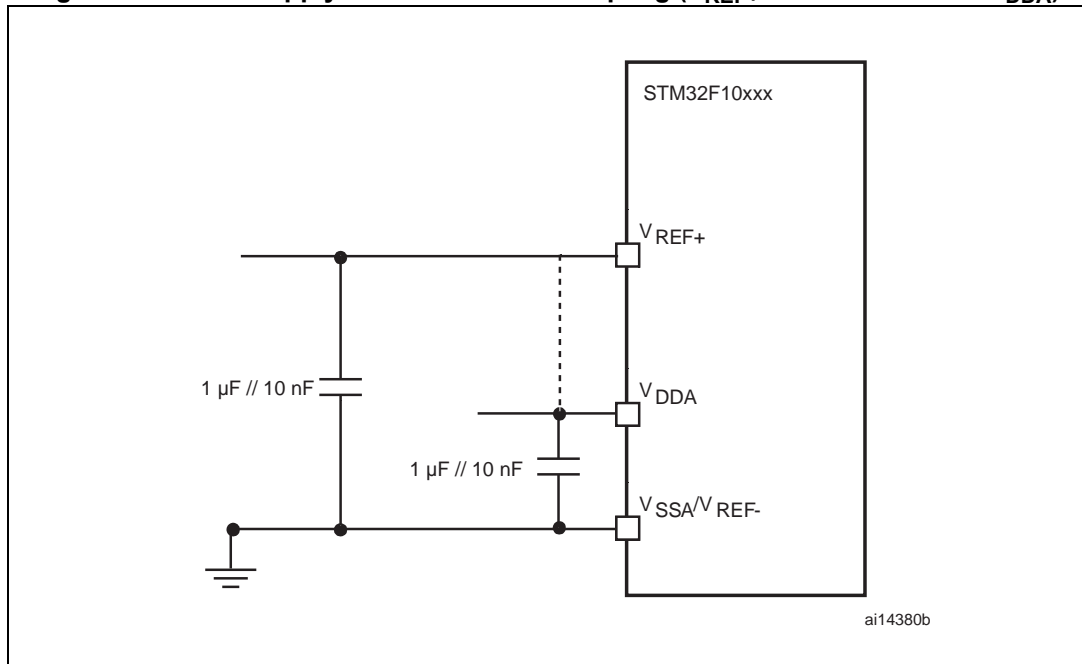 STM32F10xxx
VREF+
1 µF // 10 nF
VDDA
1 µF // 10 nF
VSSA/VREF-
ai14380b